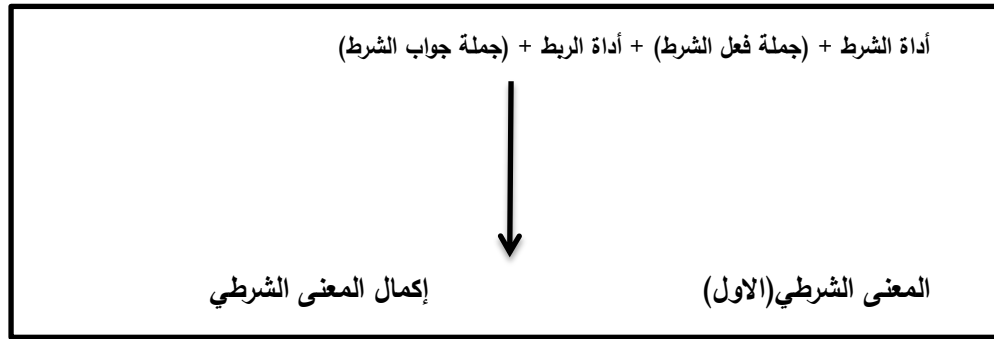 أداة الشرط + (جملة فعل الشرط) + أداة الربط + (جملة جواب الشرط)
المعنى الشرطي(الاول) إكمال المعنى الشرطي